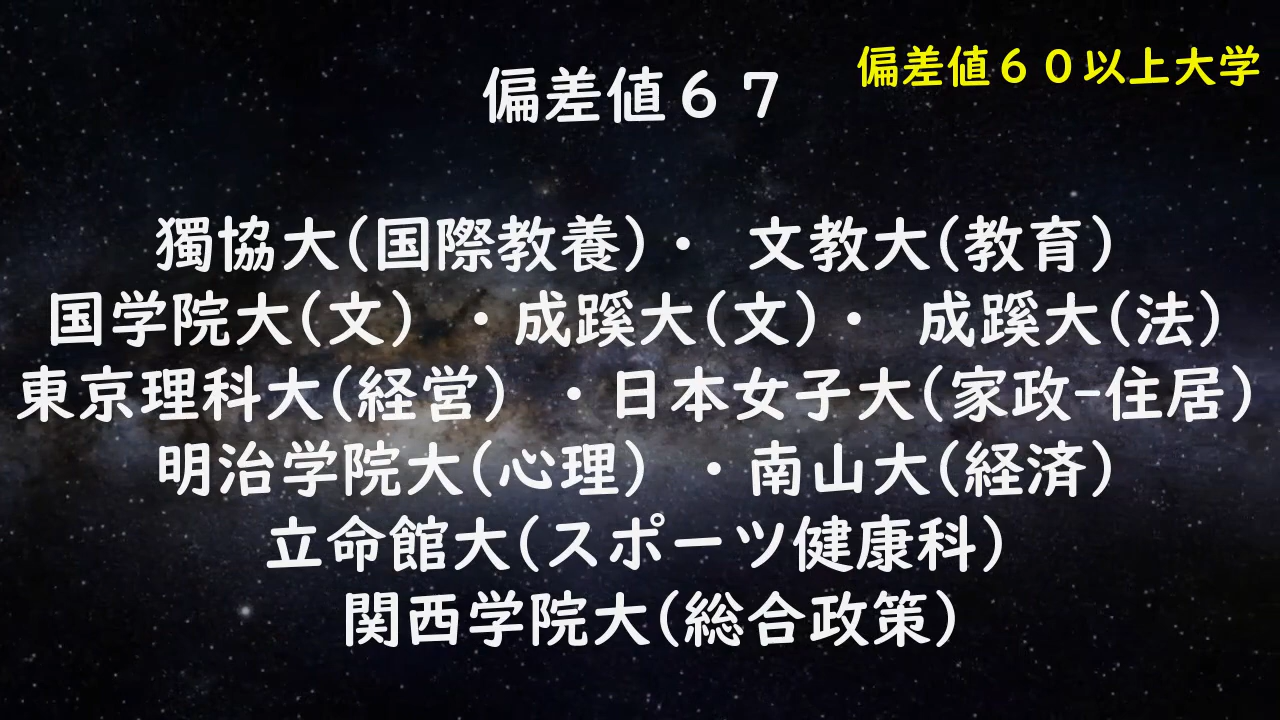 偏差値６０以上大学
偏差値６７
獨協大(国際教養)・ 文教大(教育)
国学院大(文) ・成蹊大(文)・ 成蹊大(法)
東京理科大(経営) ・日本女子大(家政-住居)
明治学院大(心理) ・南山大(経済)
立命館大(スポーツ健康科)
関西学院大(総合政策)